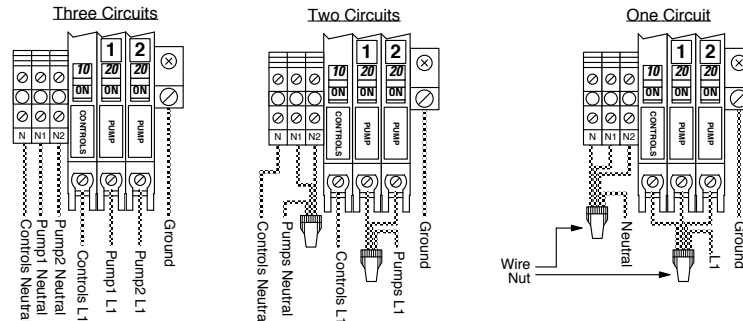 Three Circuits
1 2
10 20 20
ON ON ON
CONTROLS PUMP PUMP
N N1 N2
Controls Neutral
Pump1 Neutral
Pump2 Neutral
Controls L1
Pump1 L1
Pump2 L1
Ground
Two Circuits
1 2
10 20 20
ON ON ON
CONTROLS PUMP PUMP
N N1 N2
Controls Neutral
Pumps Neutral
Controls L1
Pumps L1
Ground
One Circuit
1 2
10 20 20
ON ON ON
CONTROLS PUMP PUMP
N N1 N2
Neutral
L1
Ground
Wire
Nut